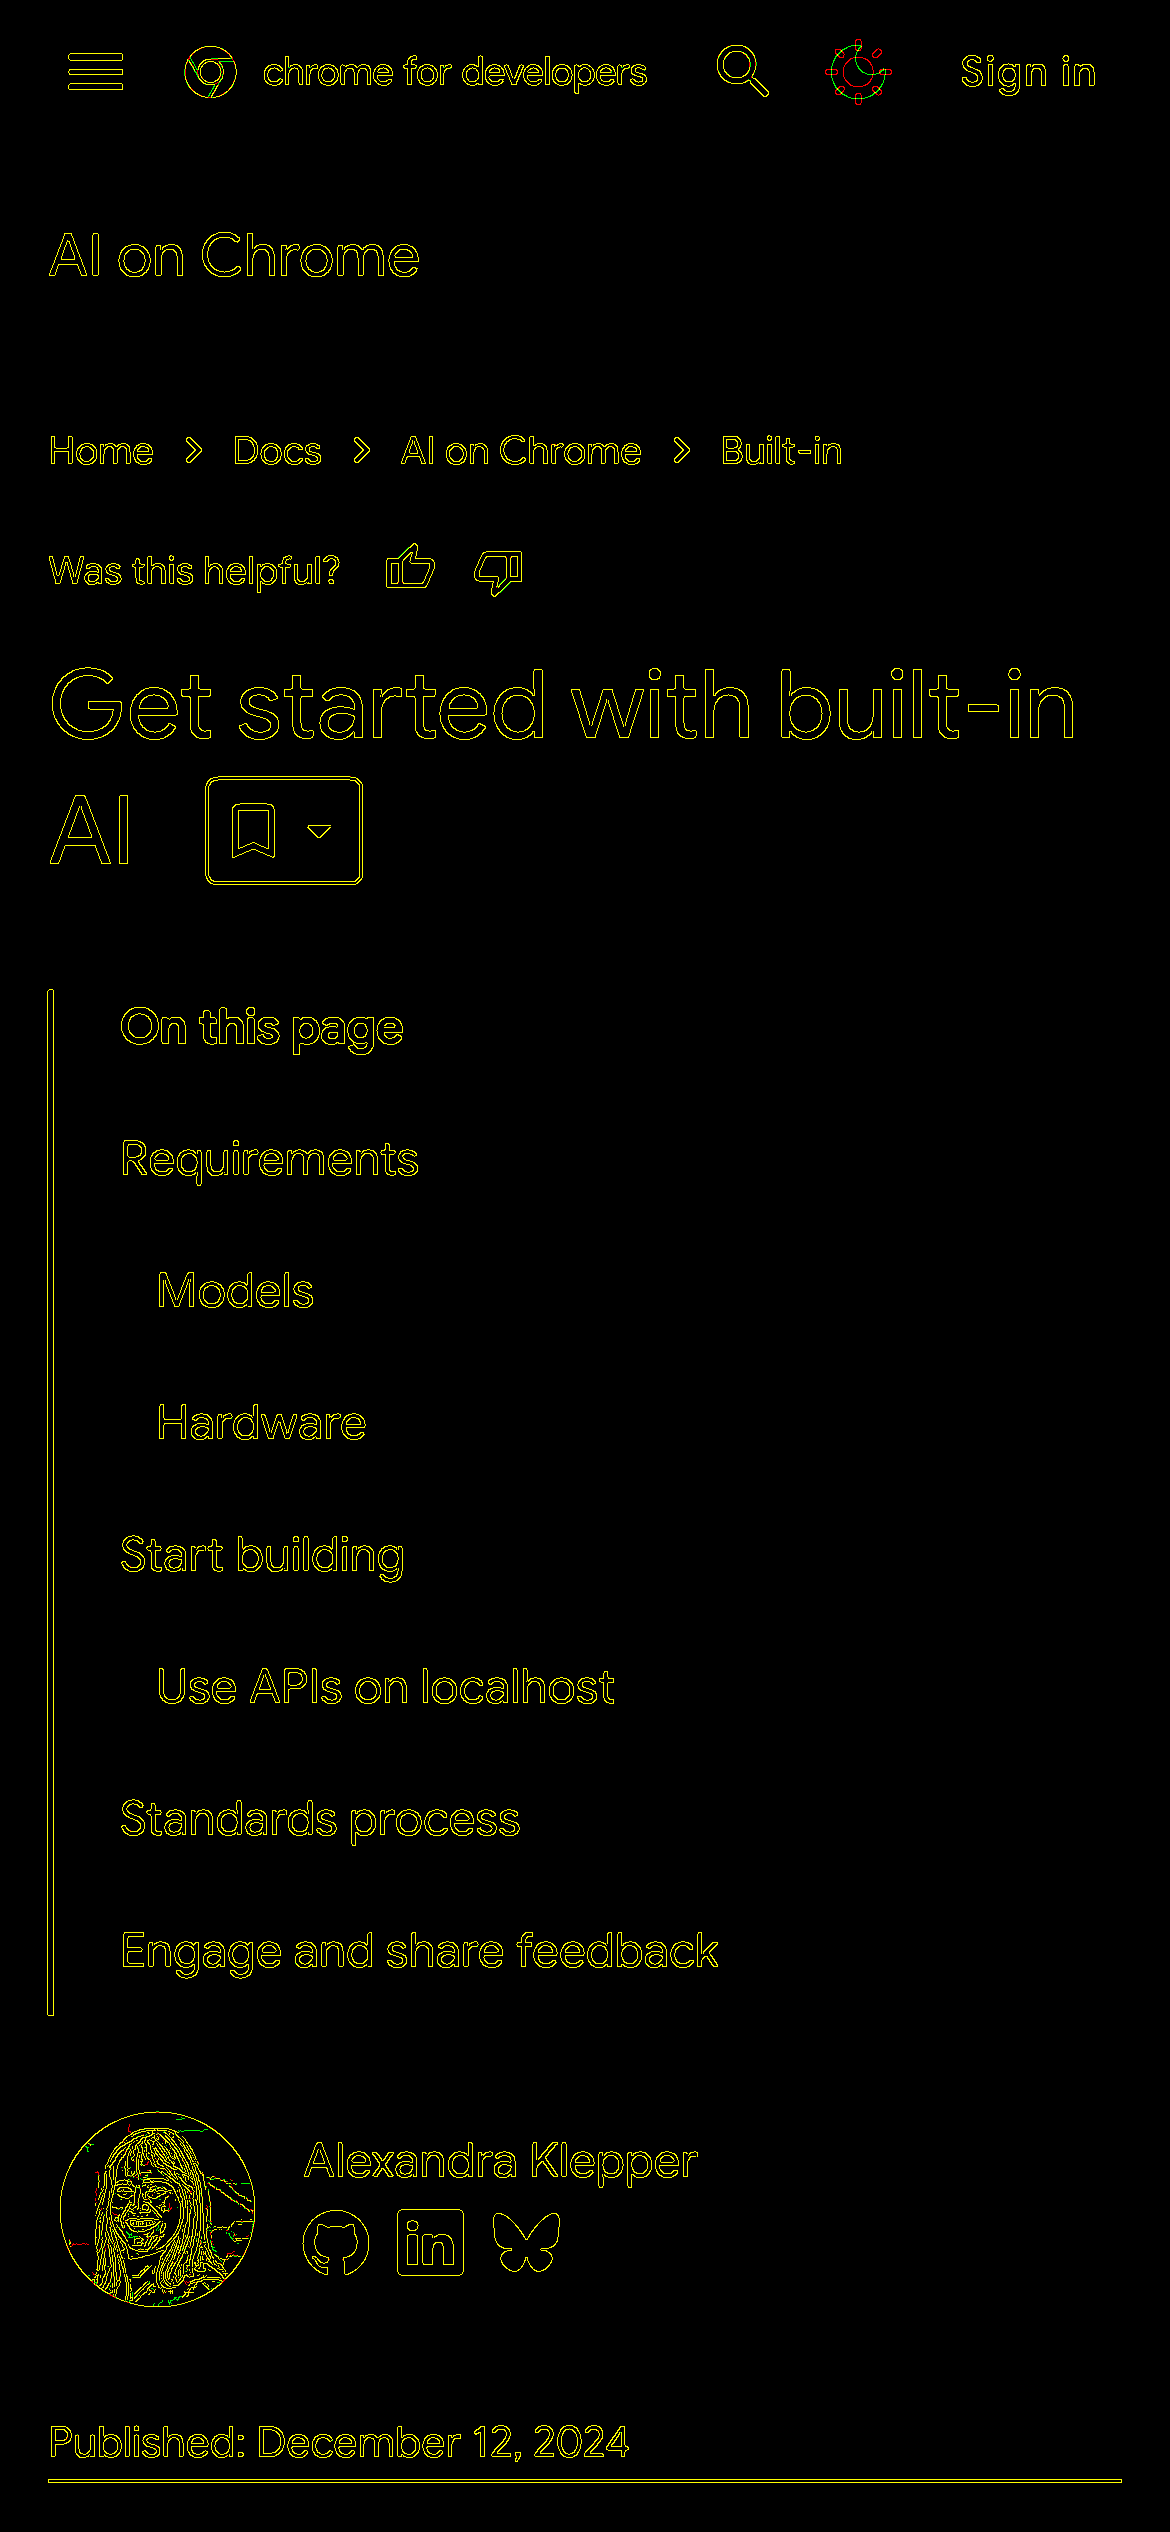 chrome for developers
Sign in
AI on Chrome
Home > Docs > AI on Chrome > Built-in
Was this helpful?
Get started with built-in
AI
On this page
Requirements
Models
Hardware
Start building
Use APIs on localhost
Standards process
Engage and share feedback
Alexandra Klepper
in
Published: December 12, 2024